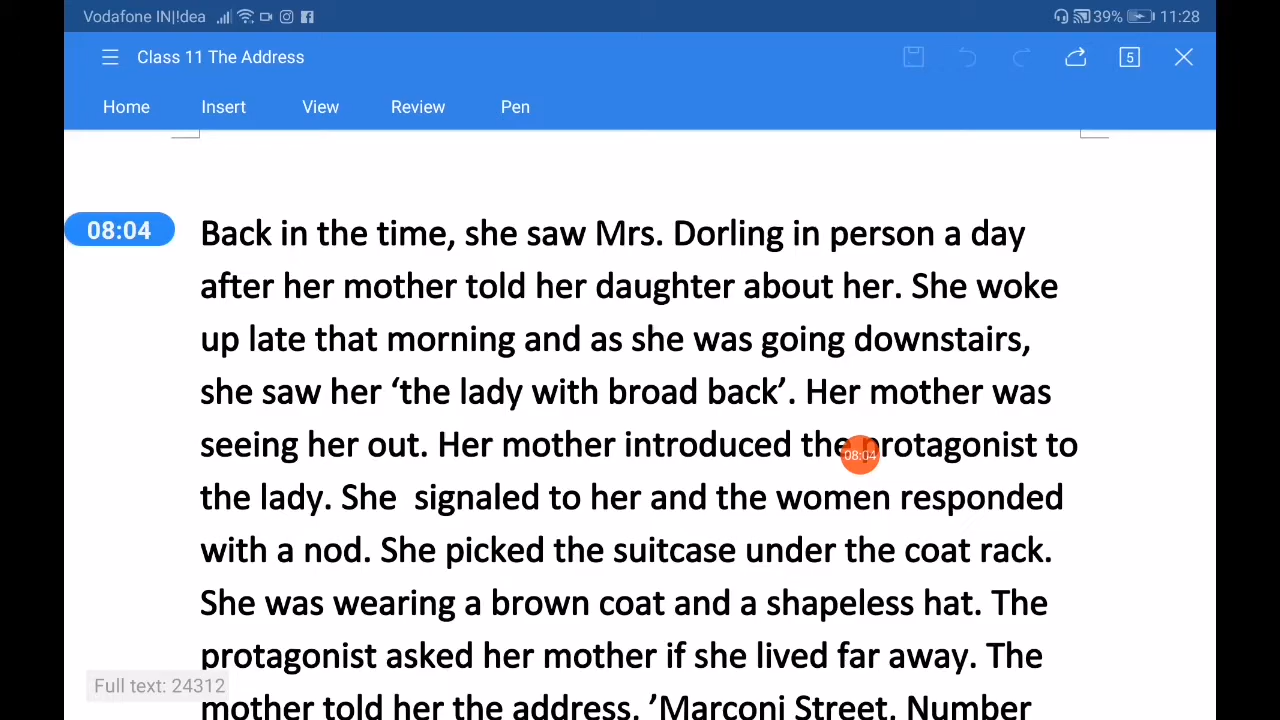 Vodafone IN|!dea 39% 11:28
Class 11 The Address 5
Home Insert View Review Pen
08:04
Back in the time, she saw Mrs. Dorling in person a day
after her mother told her daughter about her. She woke
up late that morning and as she was going downstairs,
she saw her ‘the lady with broad back’. Her mother was
seeing her out. Her mother introduced the protagonist to
08:04
the lady. She signaled to her and the women responded
with a nod. She picked the suitcase under the coat rack.
She was wearing a brown coat and a shapeless hat. The
protagonist asked her mother if she lived far away. The
Full text: 24312
mother told her the address, ’Marconi Street, Number